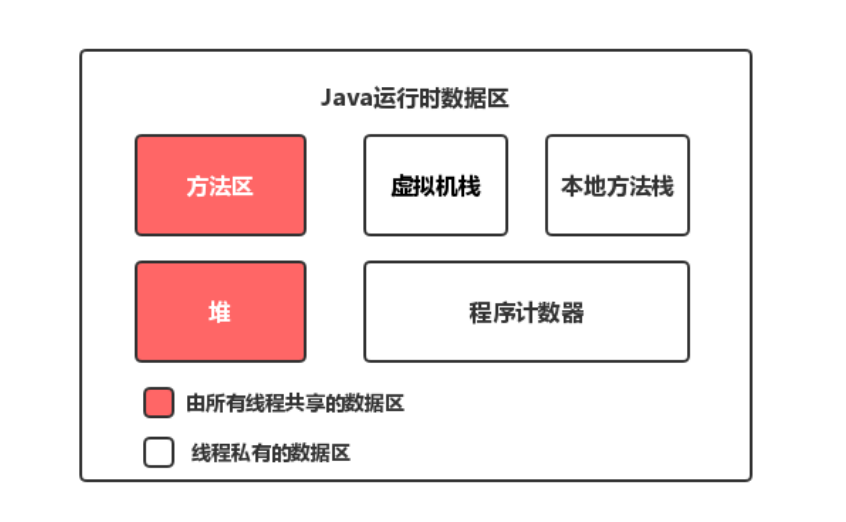 Java运行时数据区
方法区
虚拟机栈
本地方法栈
堆
程序计数器
由所有线程共享的数据区
线程私有的数据区